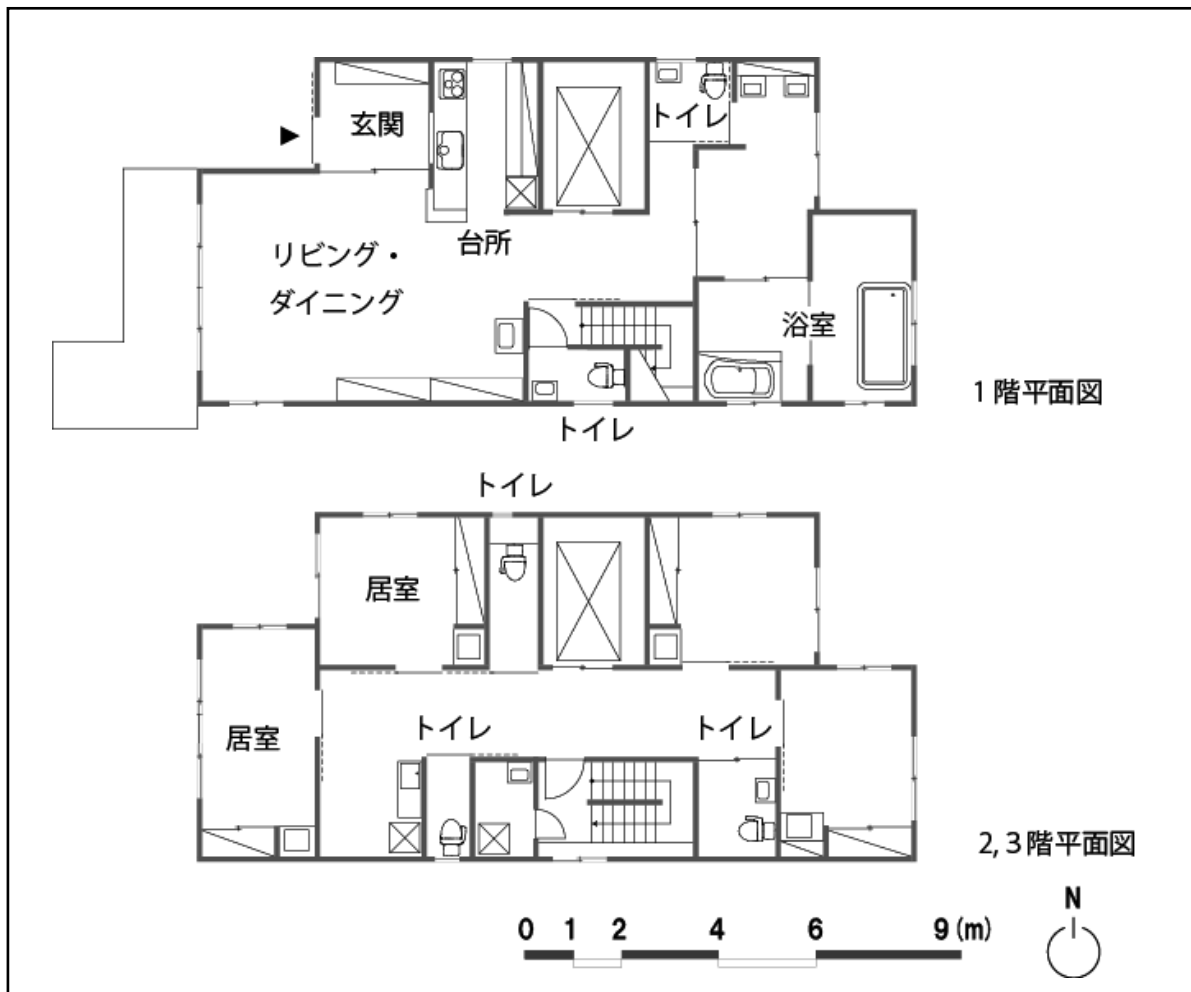 玄関
トイレ
台所
リビング・
ダイニング
浴室
1階平面図
トイレ
トイレ
居室
居室
トイレ
トイレ
2,3階平面図
0 1 2 4 6 9(m)
N